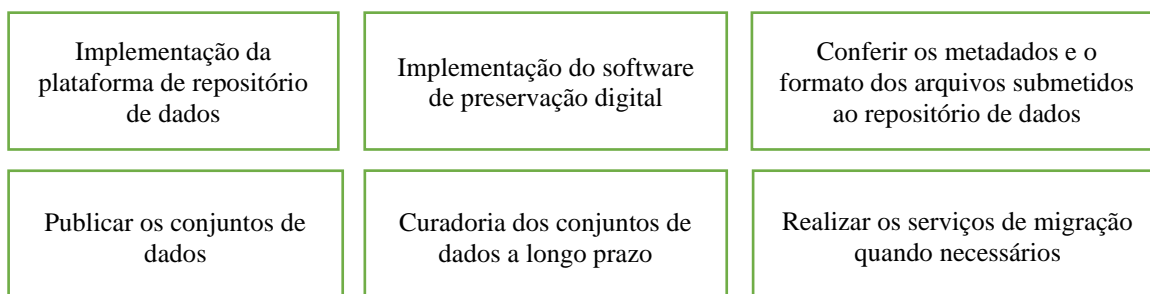 Implementação da
plataforma de repositório
de dados
Implementação do software
de preservação digital
Conferir os metadados e o
formato dos arquivos submetidos
ao repositório de dados
Publicar os conjuntos de
dados
Curadoria dos conjuntos de
dados a longo prazo
Realizar os serviços de migração
quando necessários